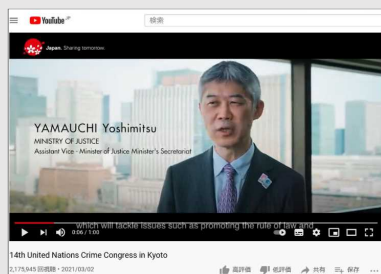 YouTube JP
検索
Japan. Sharing tomorrow.
YAMAUCHI Yoshimitsu
MINISTRY OF JUSTICE
Assistant Vice - Minister of Justice Minister's Secretariat
which will tackle issues such as promoting the rule of law and
0:06 / 1:00
14th United Nations Crime Congress in Kyoto
2,175,945 回視聴・2021/03/02
高評価 低評価 共有 保存